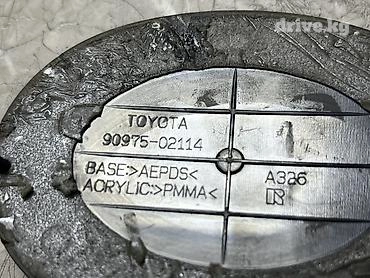 drive.kg
TOYOTA
90975-02114
BASE:>AEPDS<
ACRYLIC>PMMA<
A326